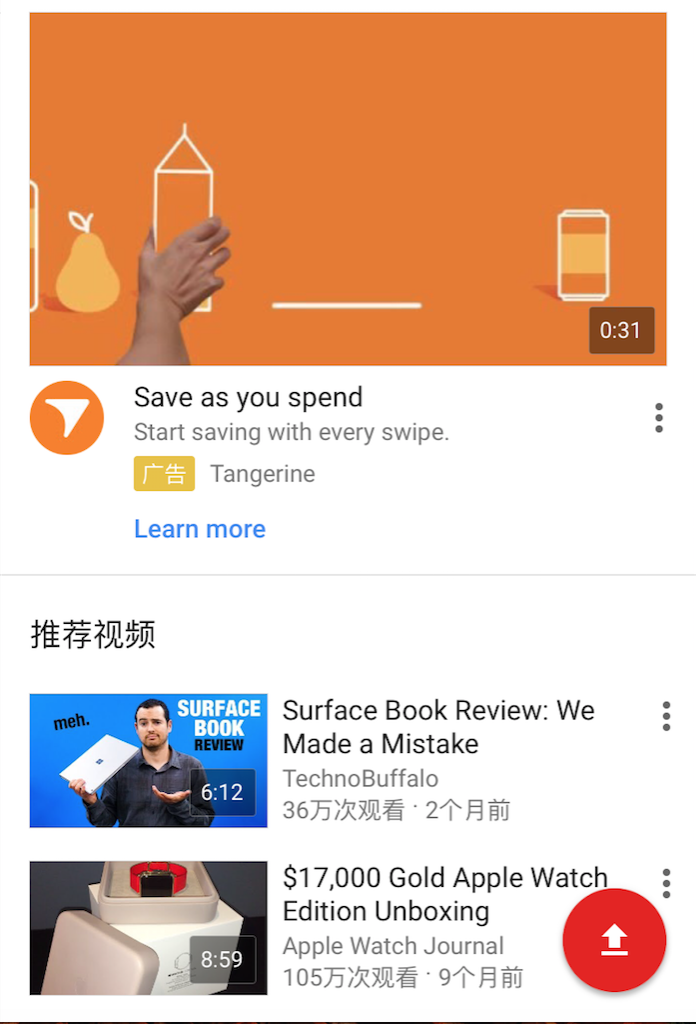 0:31
Save as you spend
Start saving with every swipe.
广告 Tangerine
Learn more
推荐视频
meh.
SURFACE
BOOK
REVIEW
6:12
Surface Book Review: We
Made a Mistake
TechnoBuffalo
36万次观看 · 2个月前
8:59
$17,000 Gold Apple Watch
Edition Unboxing
Apple Watch Journal
105万次观看 · 9个月前